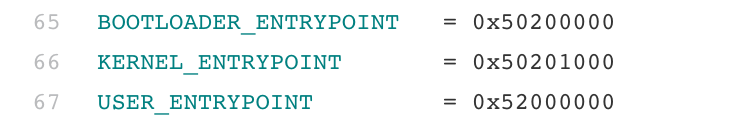 65 BOOTLOADER_ENTRYPOINT = 0x50200000
66 KERNEL_ENTRYPOINT = 0x50201000
67 USER_ENTRYPOINT = 0x52000000